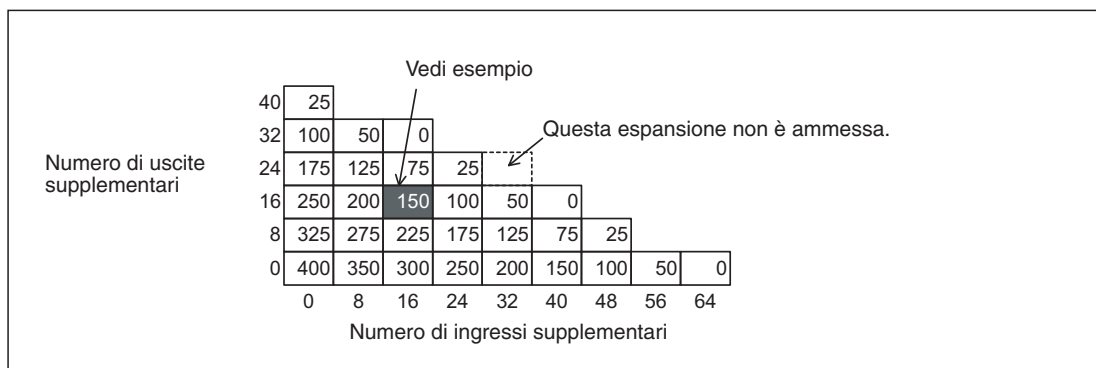 Vedi esempio
40 25
32 100 50 0
Questa espansione non è ammessa.
Numero di uscite
supplementari
24 175 125 75 25
16 250 200 150 100 50 0
8 325 275 225 175 125 75 25
0 400 350 300 250 200 150 100 50 0
0 8 16 24 32 40 48 56 64
Numero di ingressi supplementari